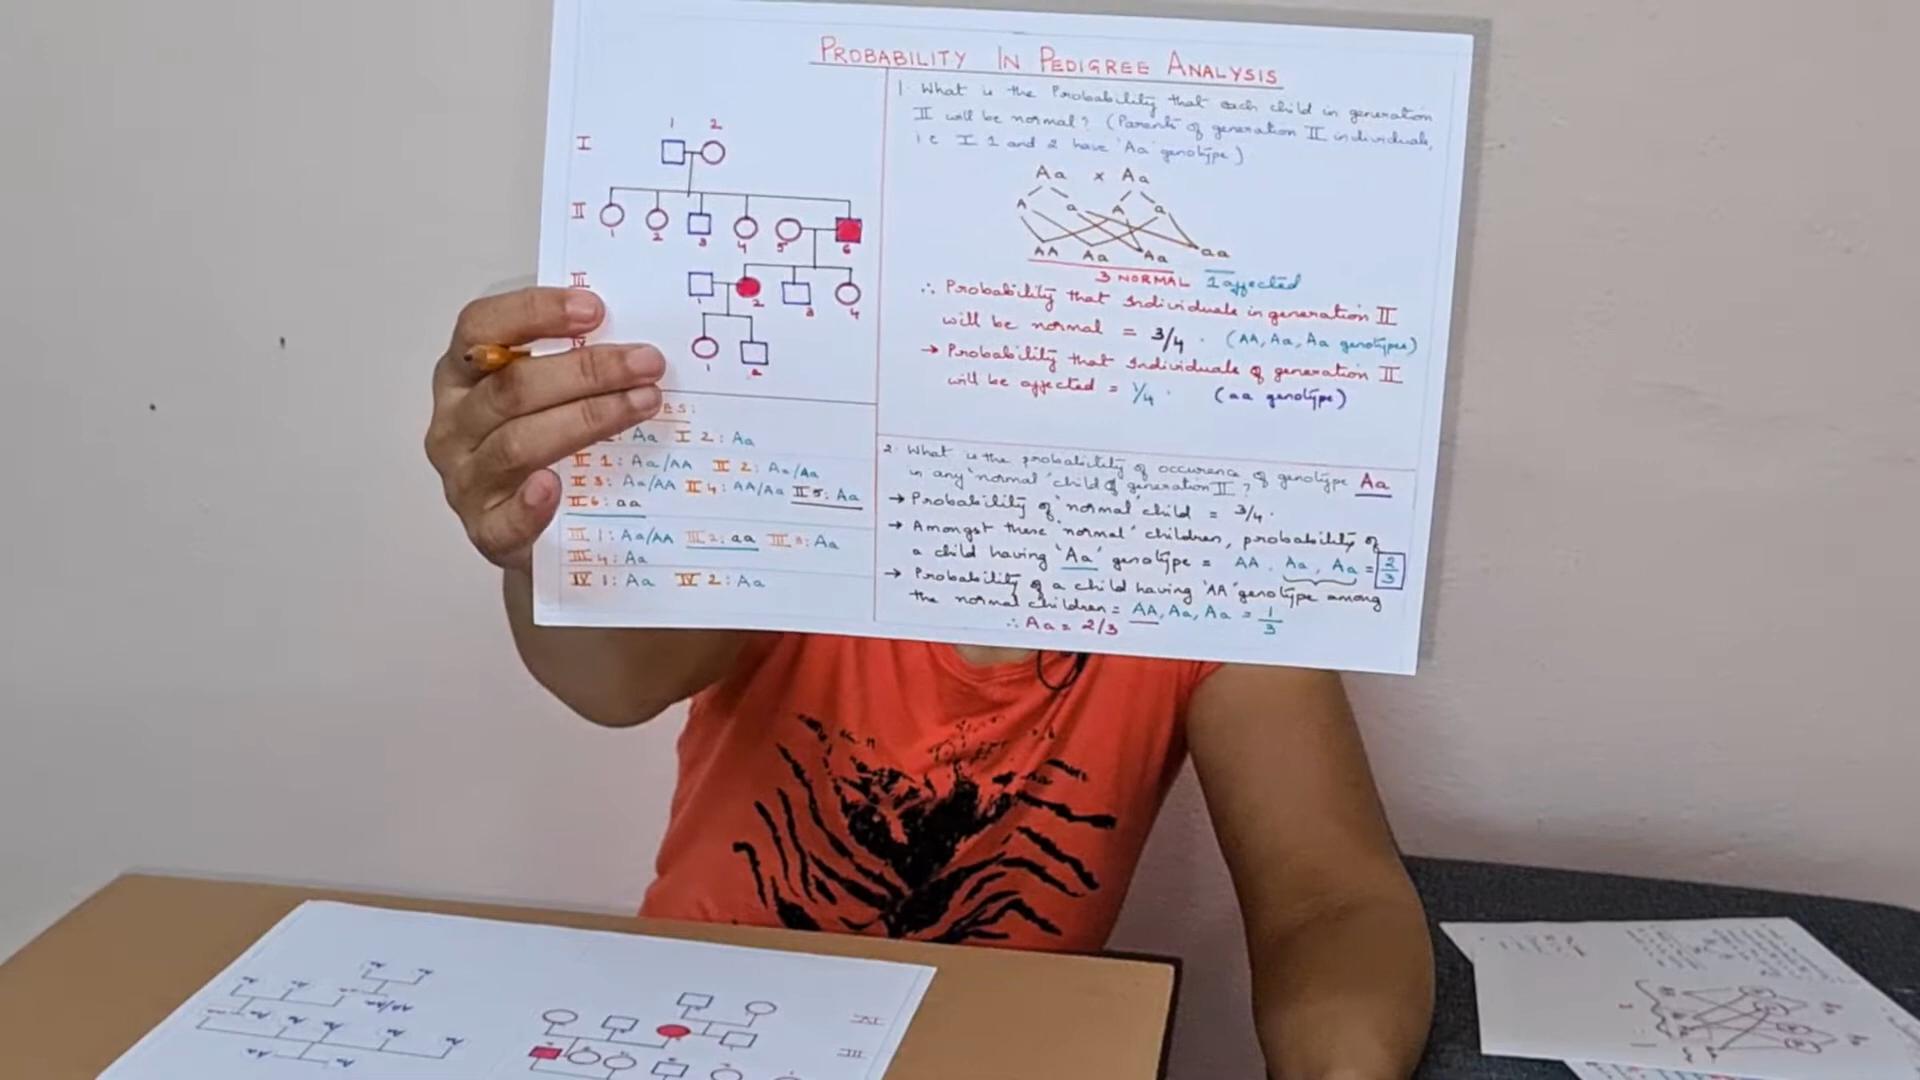 PROBABILITY IN PEDIGREE ANALYSIS
1 2
I
II
1 2 3 4 5 6
III
1 2 3 4
IV
1 2
ES:
: Aa I 2: Aa
II 1: Aa/AA II 2: AA/Aa
II 3: Aa/AA II 4: AA/Aa II 5: Aa
II 6: aa
III 1: Aa/AA III 2: aa III 3: Aa
III 4: Aa
IV 1: Aa IV 2: Aa
1. What is the Probability that each child in generation
II will be normal? (Parents of generation II individuals,
i.e I 1 and 2 have 'Aa' genotype)
Aa x Aa
A a A a
AA Aa Aa aa
3 NORMAL 1 affected
∴ Probability that Individuals in generation II
will be normal = 3/4. (AA, Aa, Aa genotypes)
→ Probability that Individuals of generation II
will be affected = 1/4. (aa genotype)
2. What is the probability of occurence of genotype Aa
in any 'normal' child of generation II?
→ Probability of 'normal' child = 3/4.
→ Amongst these 'normal' children, probability of
a child having 'Aa' genotype = AA, Aa, Aa = 2/3
→ Probability of a child having 'AA' genotype among
the normal children = AA, Aa, Aa = 1/3
∴ Aa = 2/3